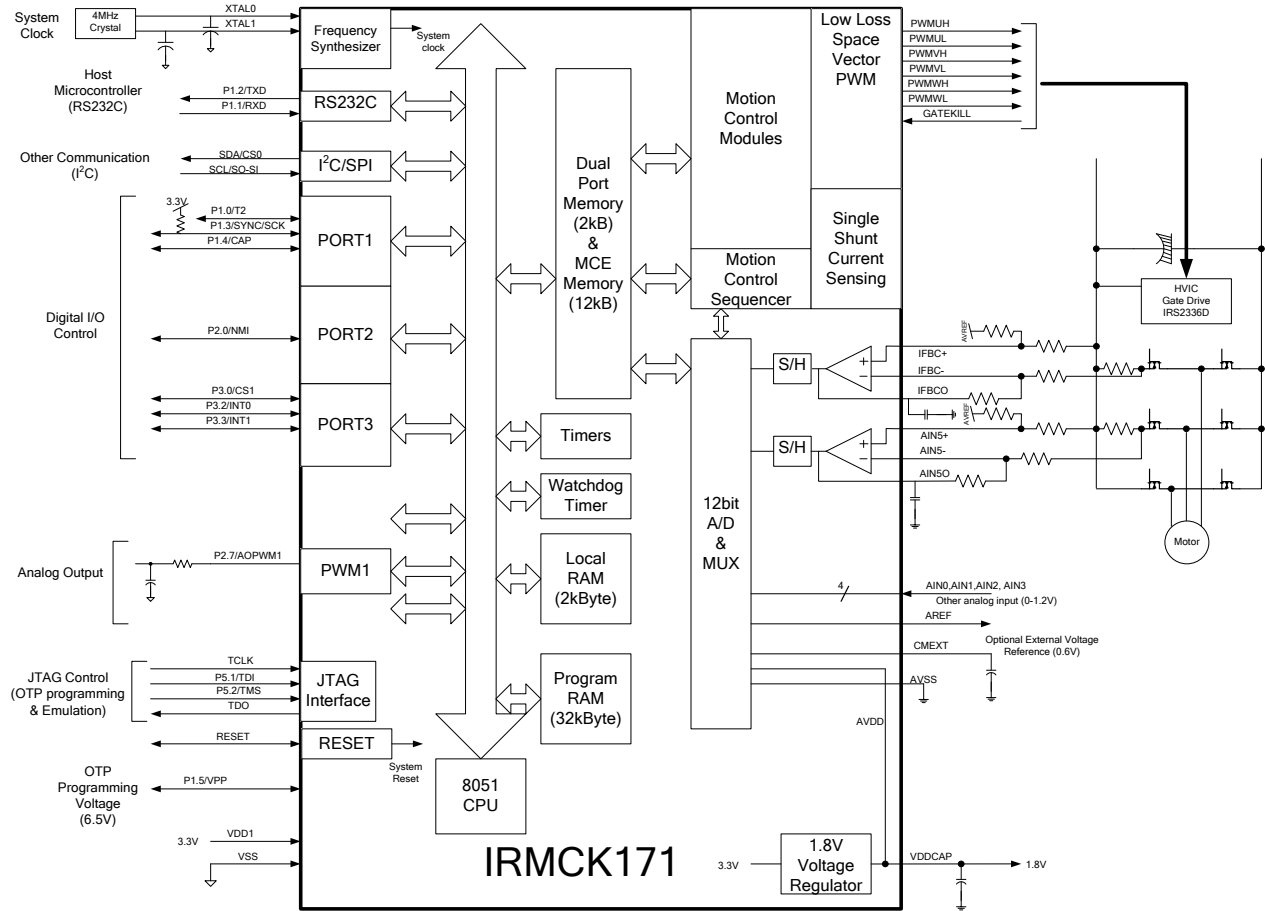 System
Clock
4MHz
Crystal
XTAL0
XTAL1
Frequency
Synthesizer
System
clock
Host
Microcontroller
(RS232C)
P1.2/TXD
P1.1/RXD
RS232C
Other Communication
(I2C)
SDA/CS0
SCL/SO-SI
I2C/SPI
Digital I/O
Control
3.3V
P1.0/T2
P1.3/SYNC/SCK
P1.4/CAP
PORT1
P2.0/NMI
PORT2
P3.0/CS1
P3.2/INT0
P3.3/INT1
PORT3
Analog Output
P2.7/AOPWM1
PWM1
JTAG Control
(OTP programming
& Emulation)
TCLK
P5.1/TDI
P5.2/TMS
TDO
JTAG
Interface
RESET
RESET
System
Reset
OTP
Programming
Voltage
(6.5V)
P1.5/VPP
3.3V
VDD1
VSS
8051
CPU
Dual
Port
Memory
(2kB)
&
MCE
Memory
(12kB)
Timers
Watchdog
Timer
Local
RAM
(2kByte)
Program
RAM
(32kByte)
Motion
Control
Modules
Motion
Control
Sequencer
Low Loss
Space
Vector
PWM
Single
Shunt
Current
Sensing
12bit
A/D
&
MUX
S/H
+
-
S/H
+
-
PWMUH
PWMUL
PWMVH
PWMVL
PWMWH
PWMWL
GATEKILL
HVIC
Gate Drive
IRS2336D
AVREF
IFBC+
IFBC-
IFBCO
AVREF
AIN5+
AIN5-
AIN5O
Motor
4
AIN0,AIN1,AIN2, AIN3
Other analog input (0-1.2V)
AREF
CMEXT
Optional External Voltage
Reference (0.6V)
AVSS
AVDD
IRMCK171
3.3V
1.8V
Voltage
Regulator
VDDCAP
1.8V